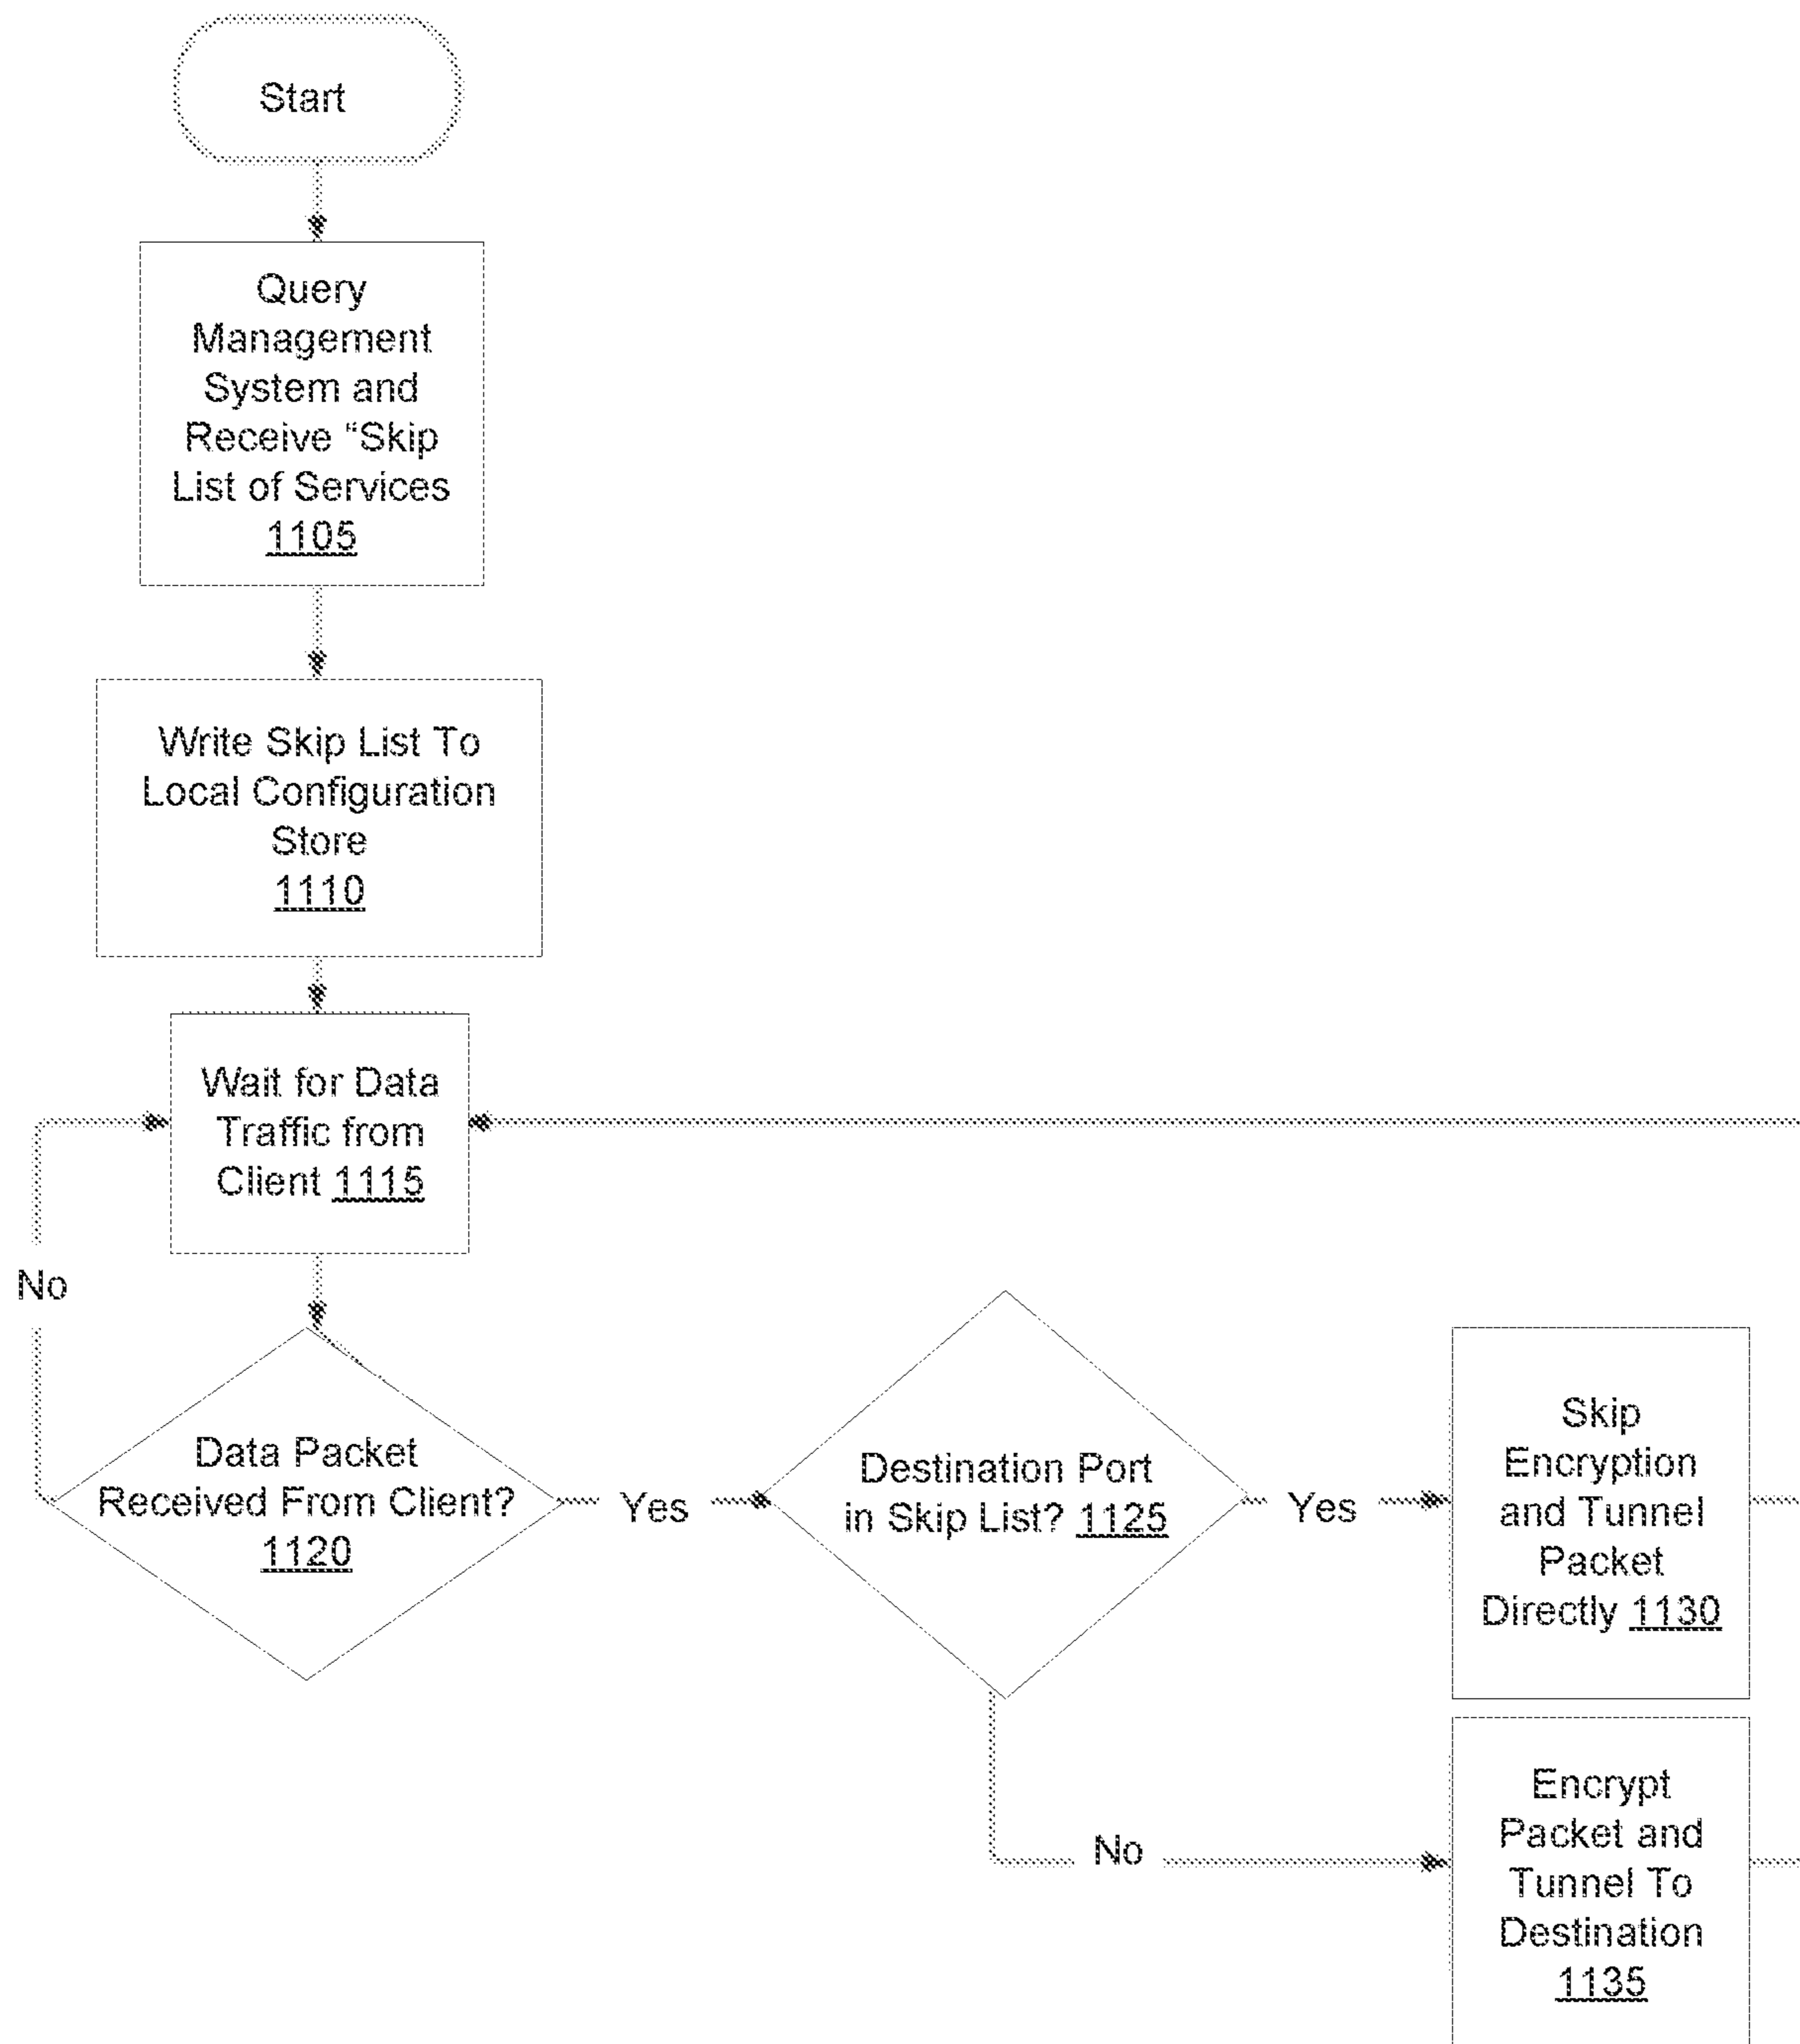 Start
Query
Management
System and
Receive “Skip
List of Services
1105
Write Skip List To
Local Configuration
Store
1110
Wait for Data
Traffic from
Client 1115
No
Data Packet
Received From Client?
1120
Yes
Destination Port
in Skip List? 1125
Yes
Skip
Encryption
and Tunnel
Packet
Directly 1130
No
Encrypt
Packet and
Tunnel To
Destination
1135